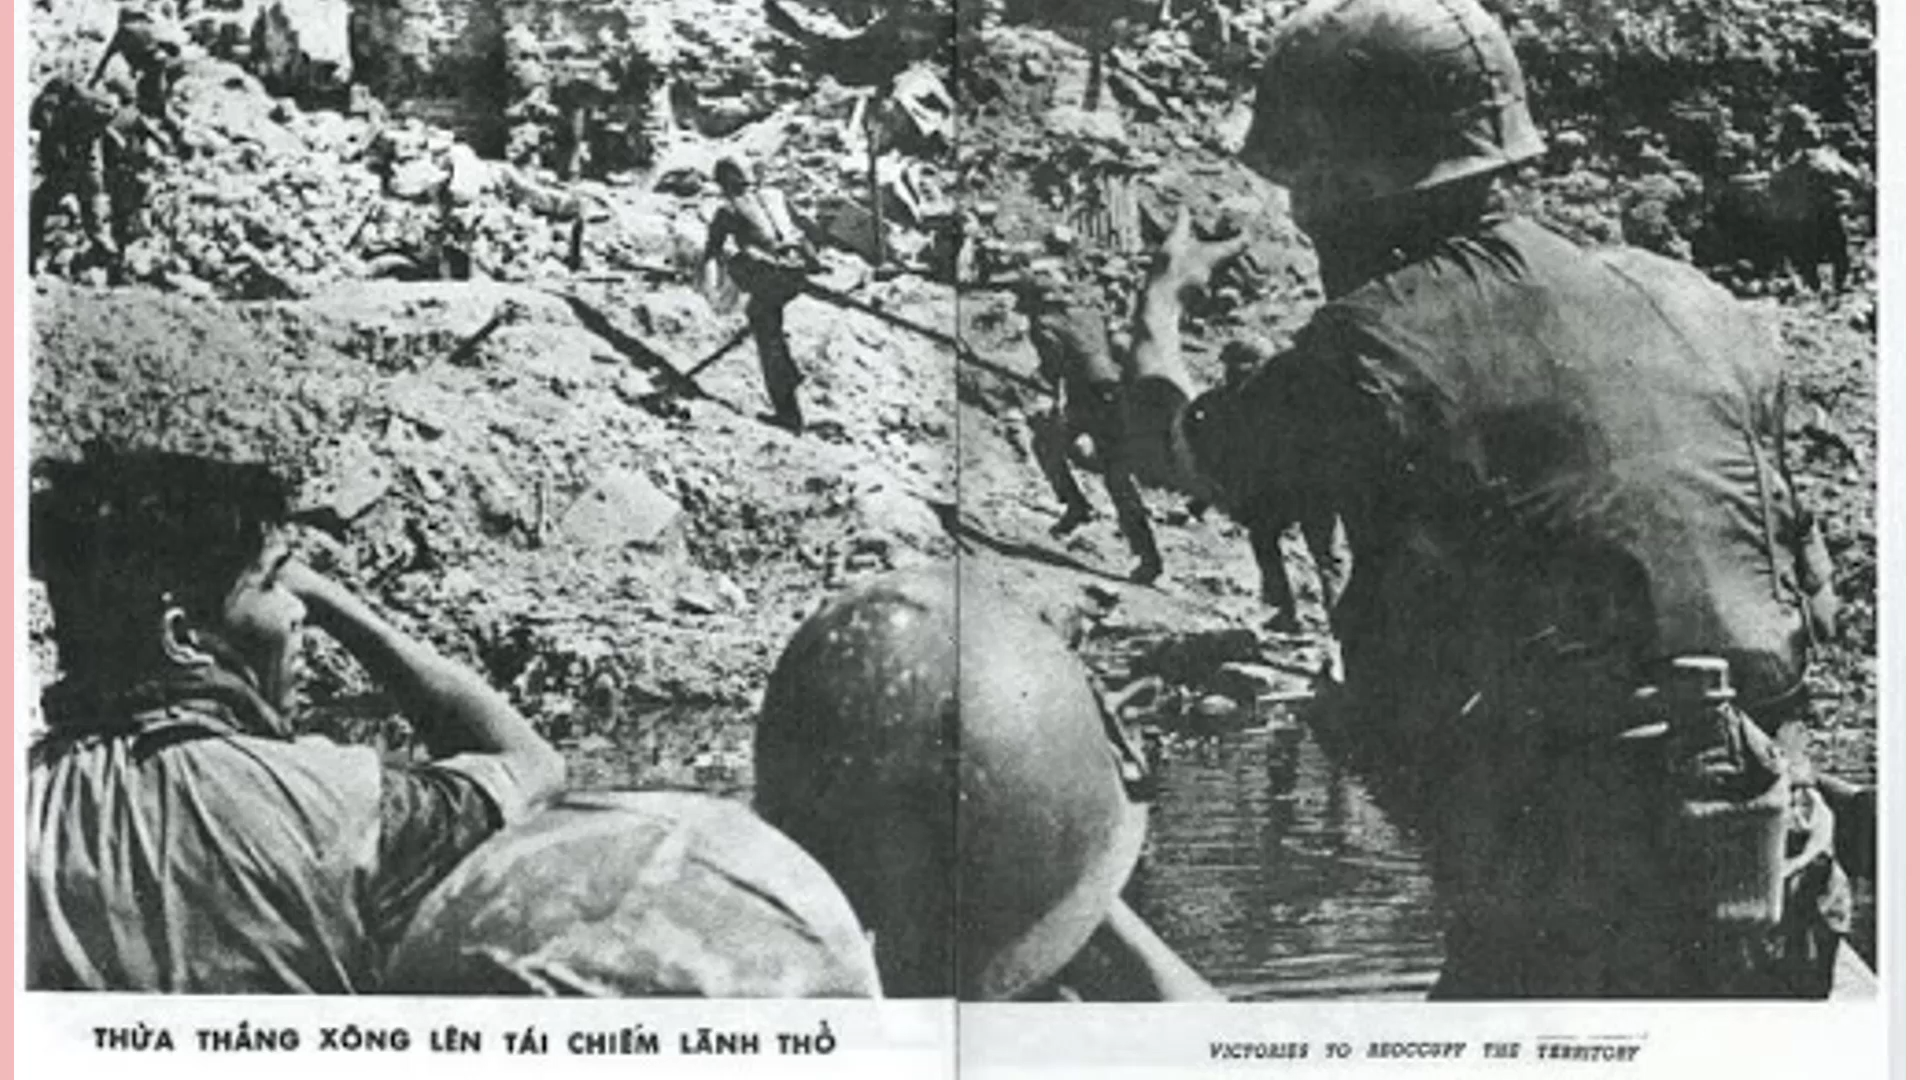 THỪA THẮNG XÔNG LÊN TÁI CHIẾM LÃNH THỔ
VICTORIES TO REOCCUPY THE TERRITORY